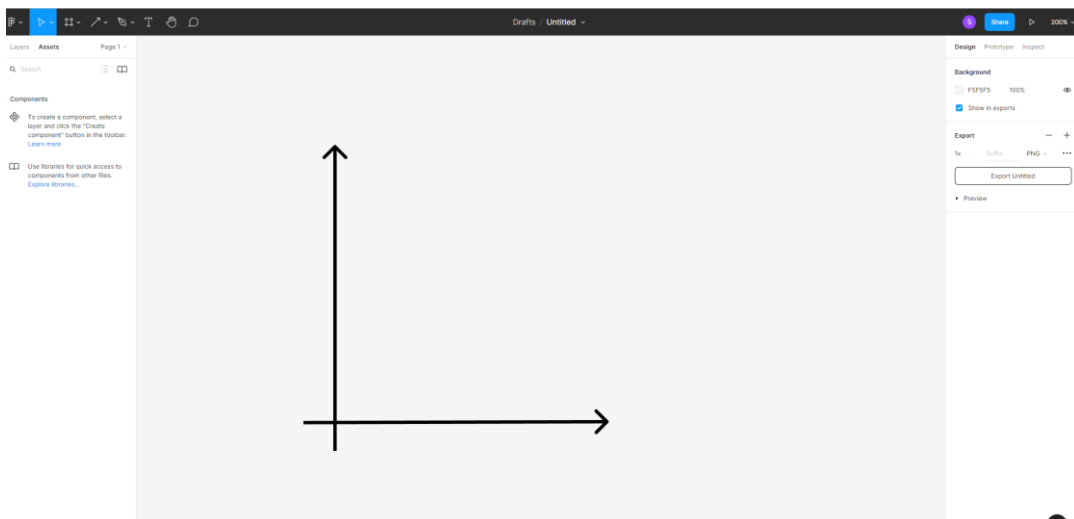 Drafts / Untitled
S
Share
200%
Layers Assets Page 1
Search
Components
To create a component, select a
layer and click the "Create
component" button in the toolbar.
Learn more
Use libraries for quick access to
components from other files.
Explore libraries...
Design Prototype Inspect
Background
F5F5F5 100%
Show in exports
Export
1x Suffix PNG
Export Untitled
Preview